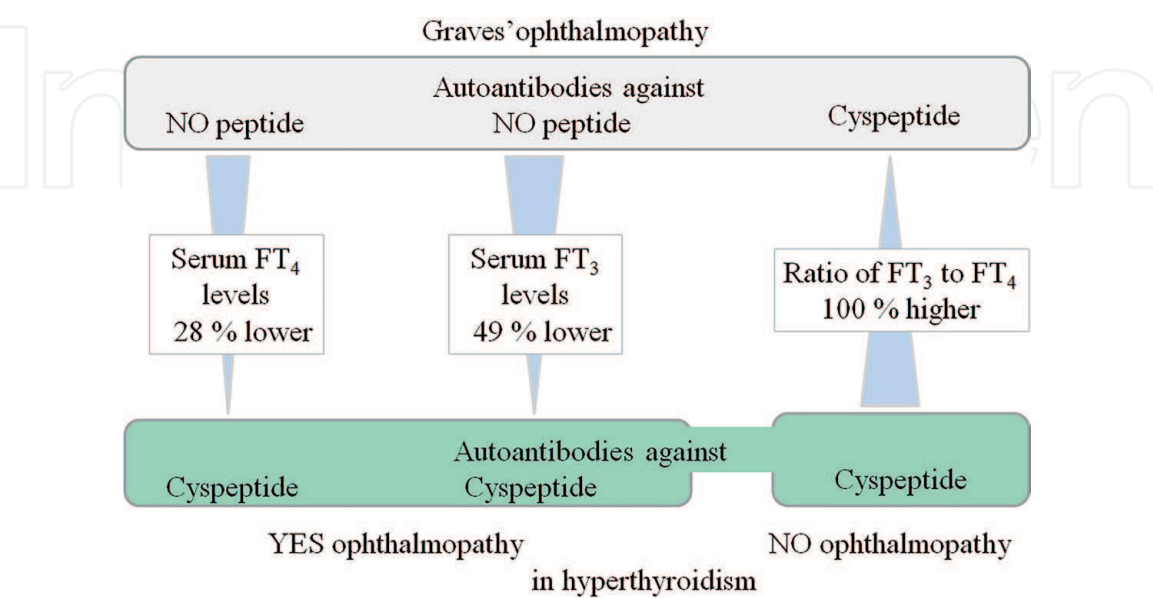 Graves’ophthalmopathy
Autoantibodies against
NO peptide NO peptide Cyspeptide
Serum FT₄
levels
28 % lower
Serum FT₃
levels
49 % lower
Ratio of FT₃ to FT₄
100 % higher
Autoantibodies against
Cyspeptide Cyspeptide Cyspeptide
YES ophthalmopathy NO ophthalmopathy
in hyperthyroidism